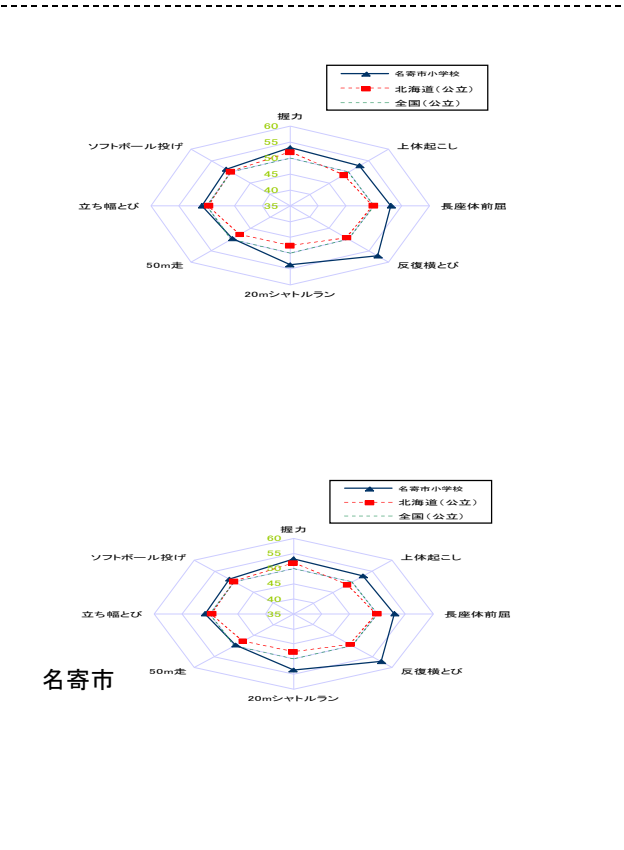 名寄市小学校
北海道(公立)
全国(公立)
握力
60
55
50
45
40
35
上体起こし
長座体前屈
反復横とび
20mシャトルラン
50m走
立ち幅とび
ソフトボール投げ
名寄市小学校
北海道(公立)
全国(公立)
握力
60
55
50
45
40
35
上体起こし
長座体前屈
反復横とび
20mシャトルラン
50m走
立ち幅とび
ソフトボール投げ
名寄市